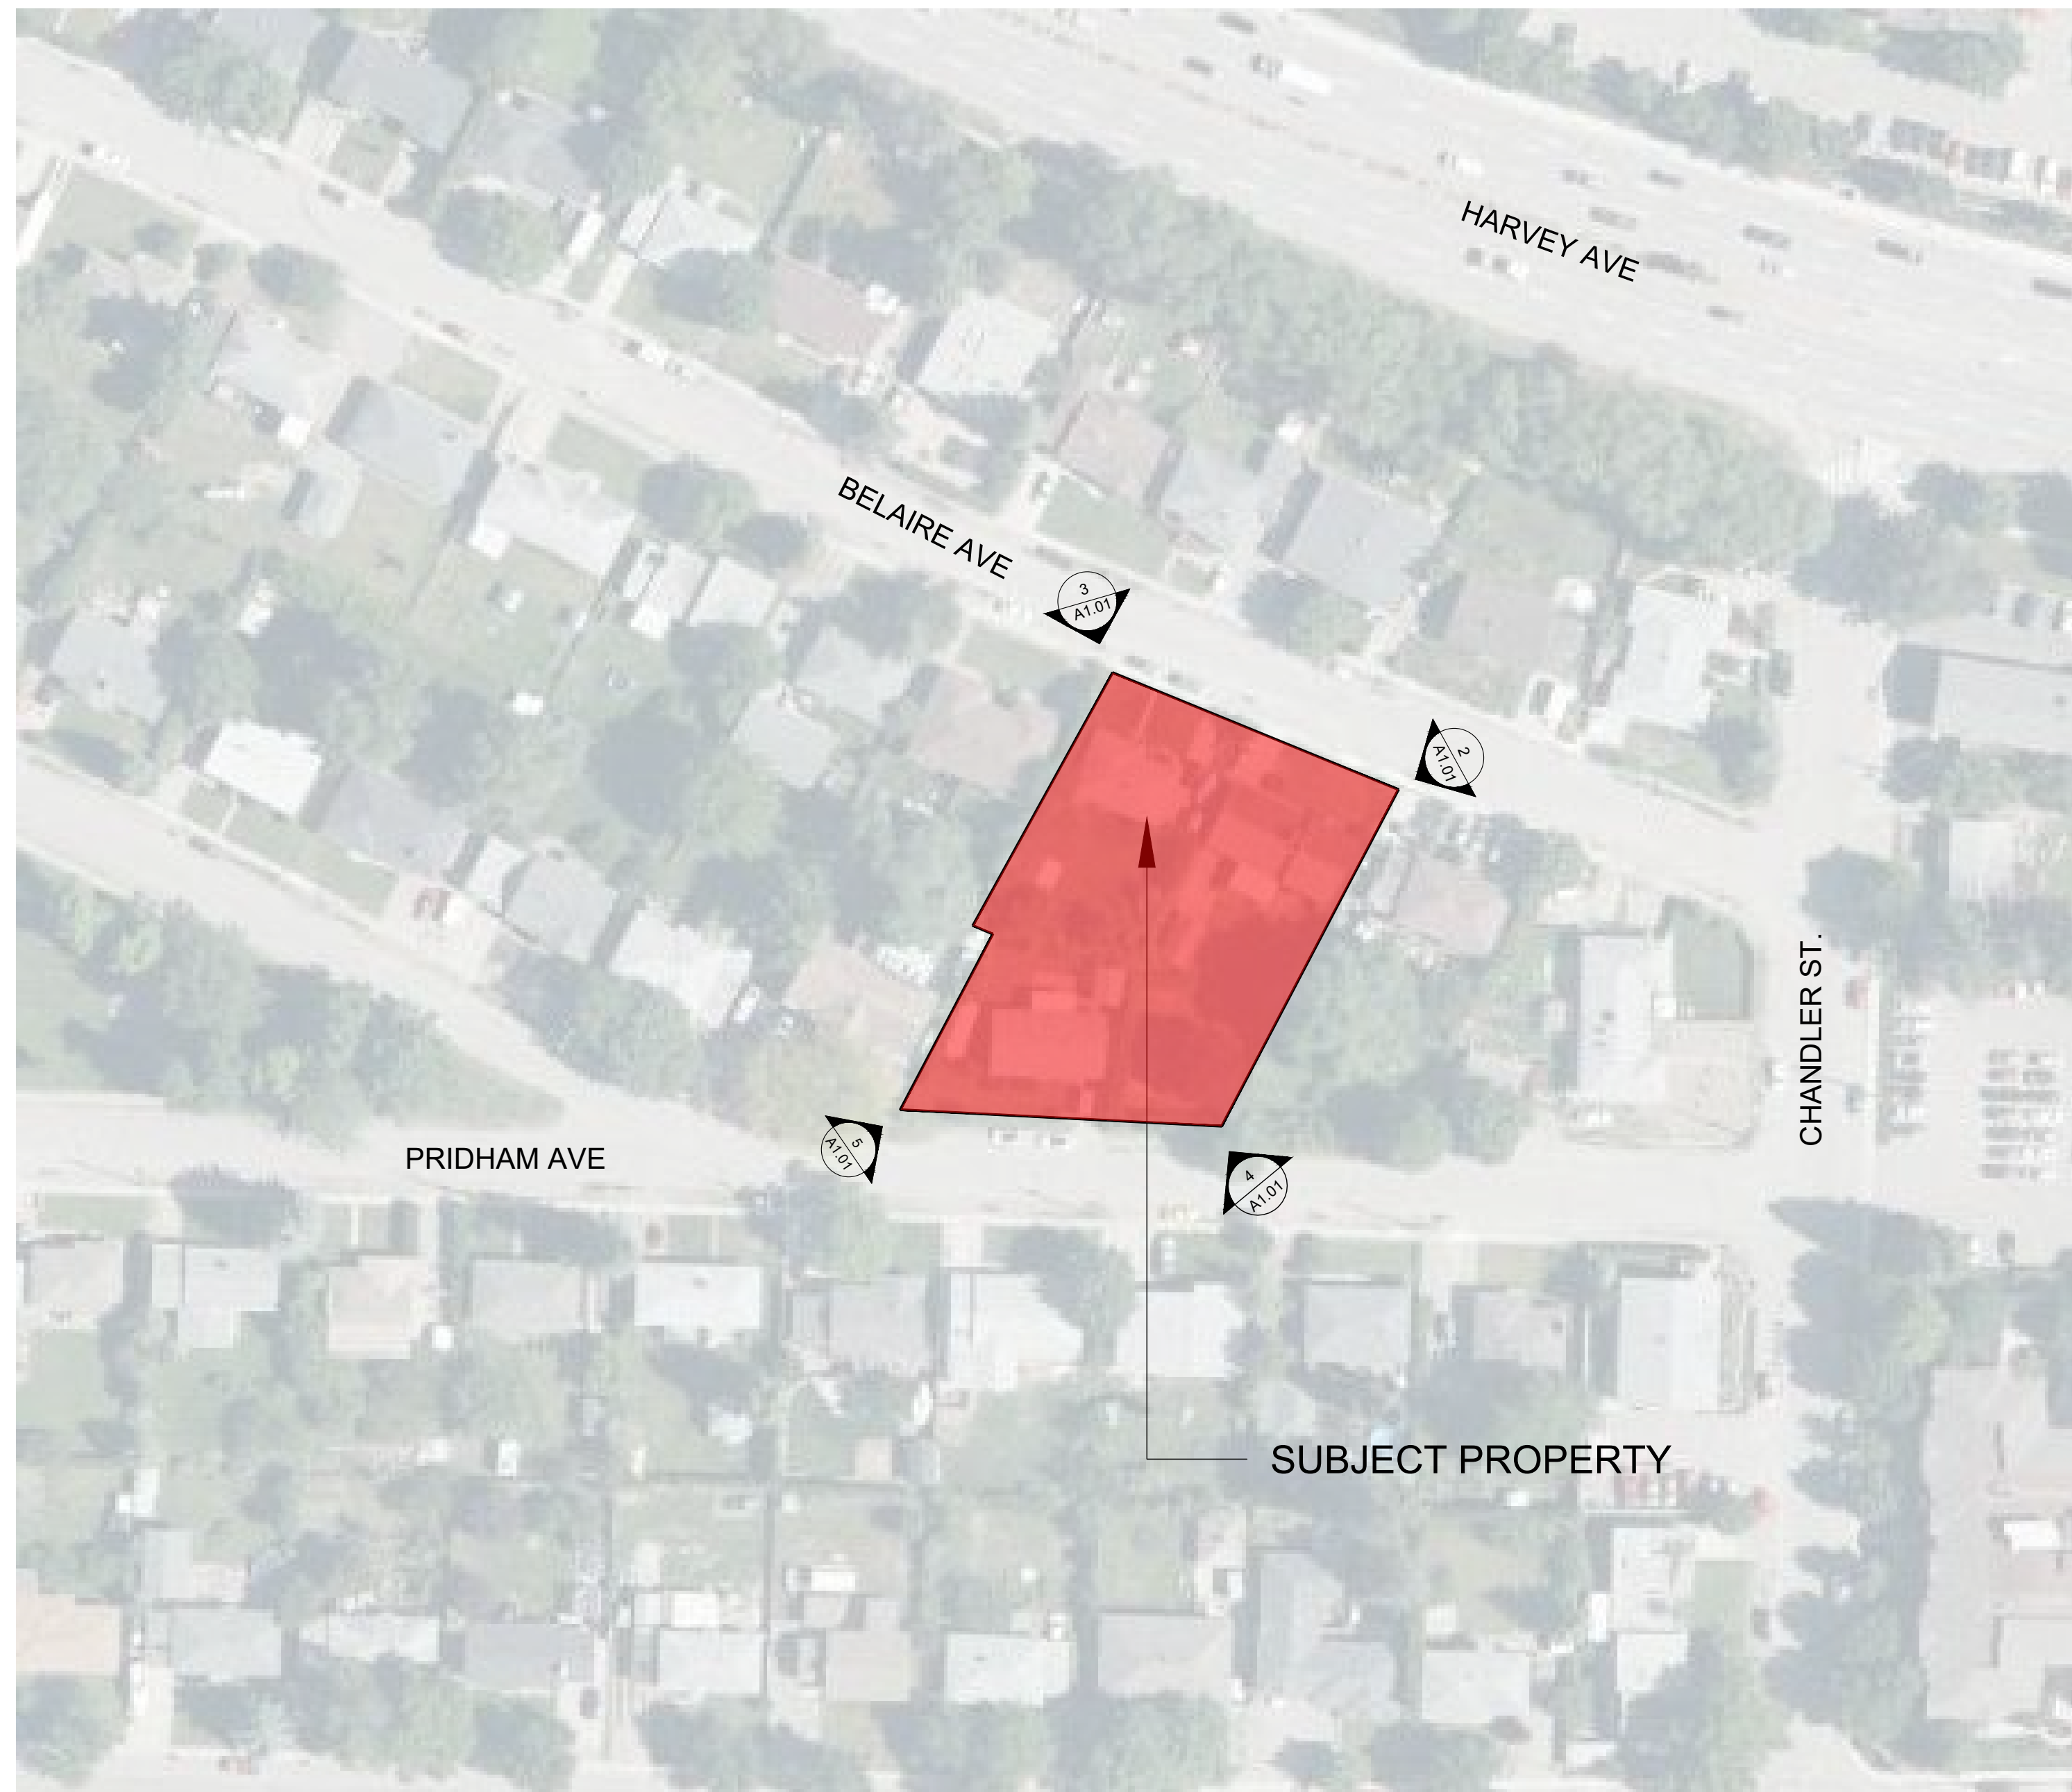 HARVEY AVE
BELAIRE AVE
3
A1.01
2
A1.01
CHANDLER ST.
PRIDHAM AVE
5
A1.01
4
A1.01
SUBJECT PROPERTY